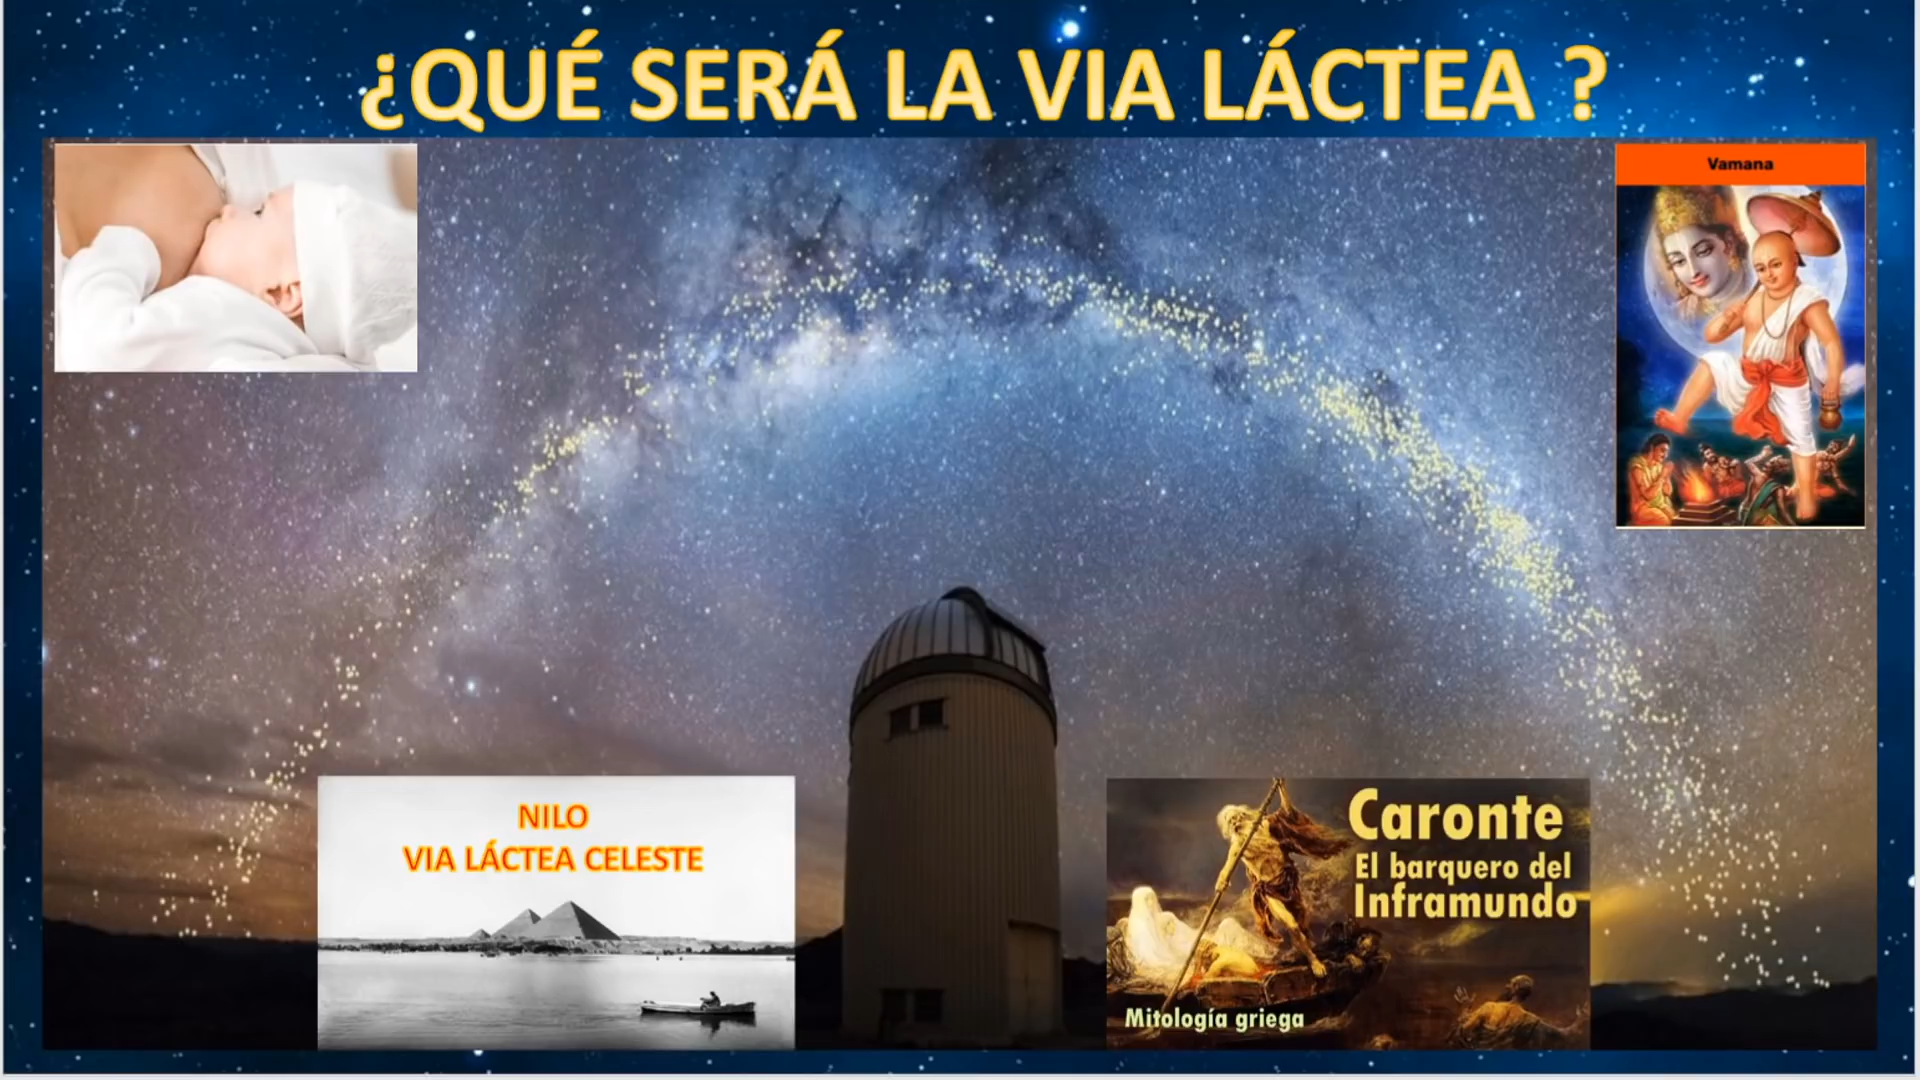 ¿QUÉ SERÁ LA VIA LÁCTEA ?
Vamana
NILO
VIA LÁCTEA CELESTE
Caronte
El barquero del
Inframundo
Mitología griega